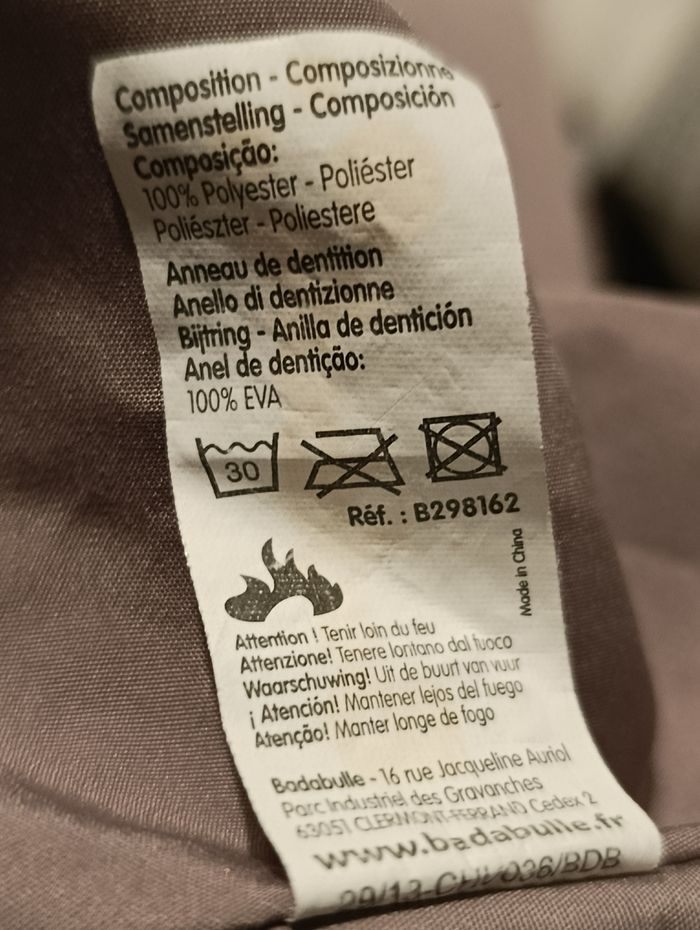 Composition - Composizionne
Samenstelling - Composición
Composição:
100% Polyester - Poliéster
Poliészter - Poliestere
Anneau de dentition
Anello di dentizionne
Bijtring - Anilla de dentición
Anel de dentição:
100% EVA
30
Réf. : B298162
Made in China
Attention ! Tenir loin du feu
Attenzione! Tenere lontano dal fuoco
Waarschuwing! Uit de buurt van vuur
¡ Atención! Mantener lejos del fuego
Atenção! Manter longe de fogo
Badabulle - 16 rue Jacqueline Auriol
Parc Industriel des Gravanches
63051 CLERMONT-FERRAND Cedex 2
www.badabulle.fr